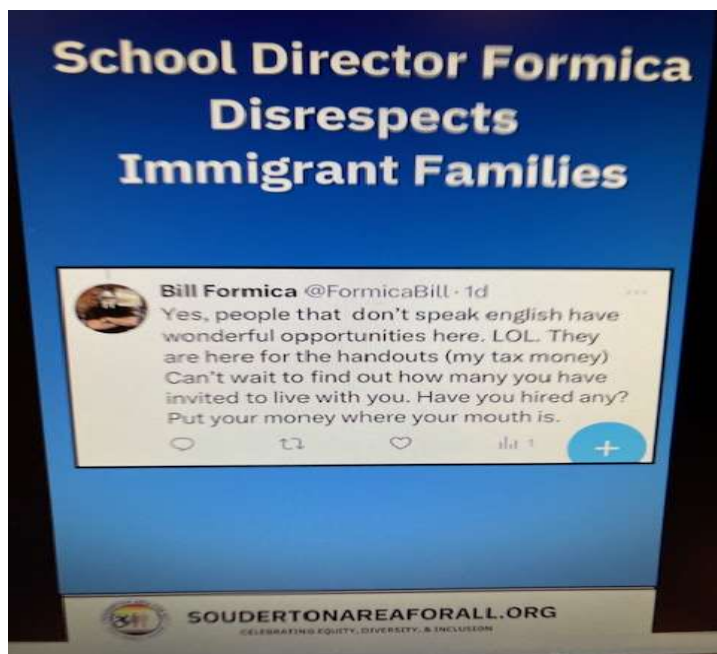 School Director Formica
Disrespects
Immigrant Families
Bill Formica @FormicaBill · 1d
Yes, people that don't speak english have
wonderful opportunities here. LOL. They
are here for the handouts (my tax money)
Can't wait to find out how many you have
invited to live with you. Have you hired any?
Put your money where your mouth is.
1
SOUDERTONAREAFORALL.ORG
CELEBRATING EQUITY, DIVERSITY, & INCLUSION